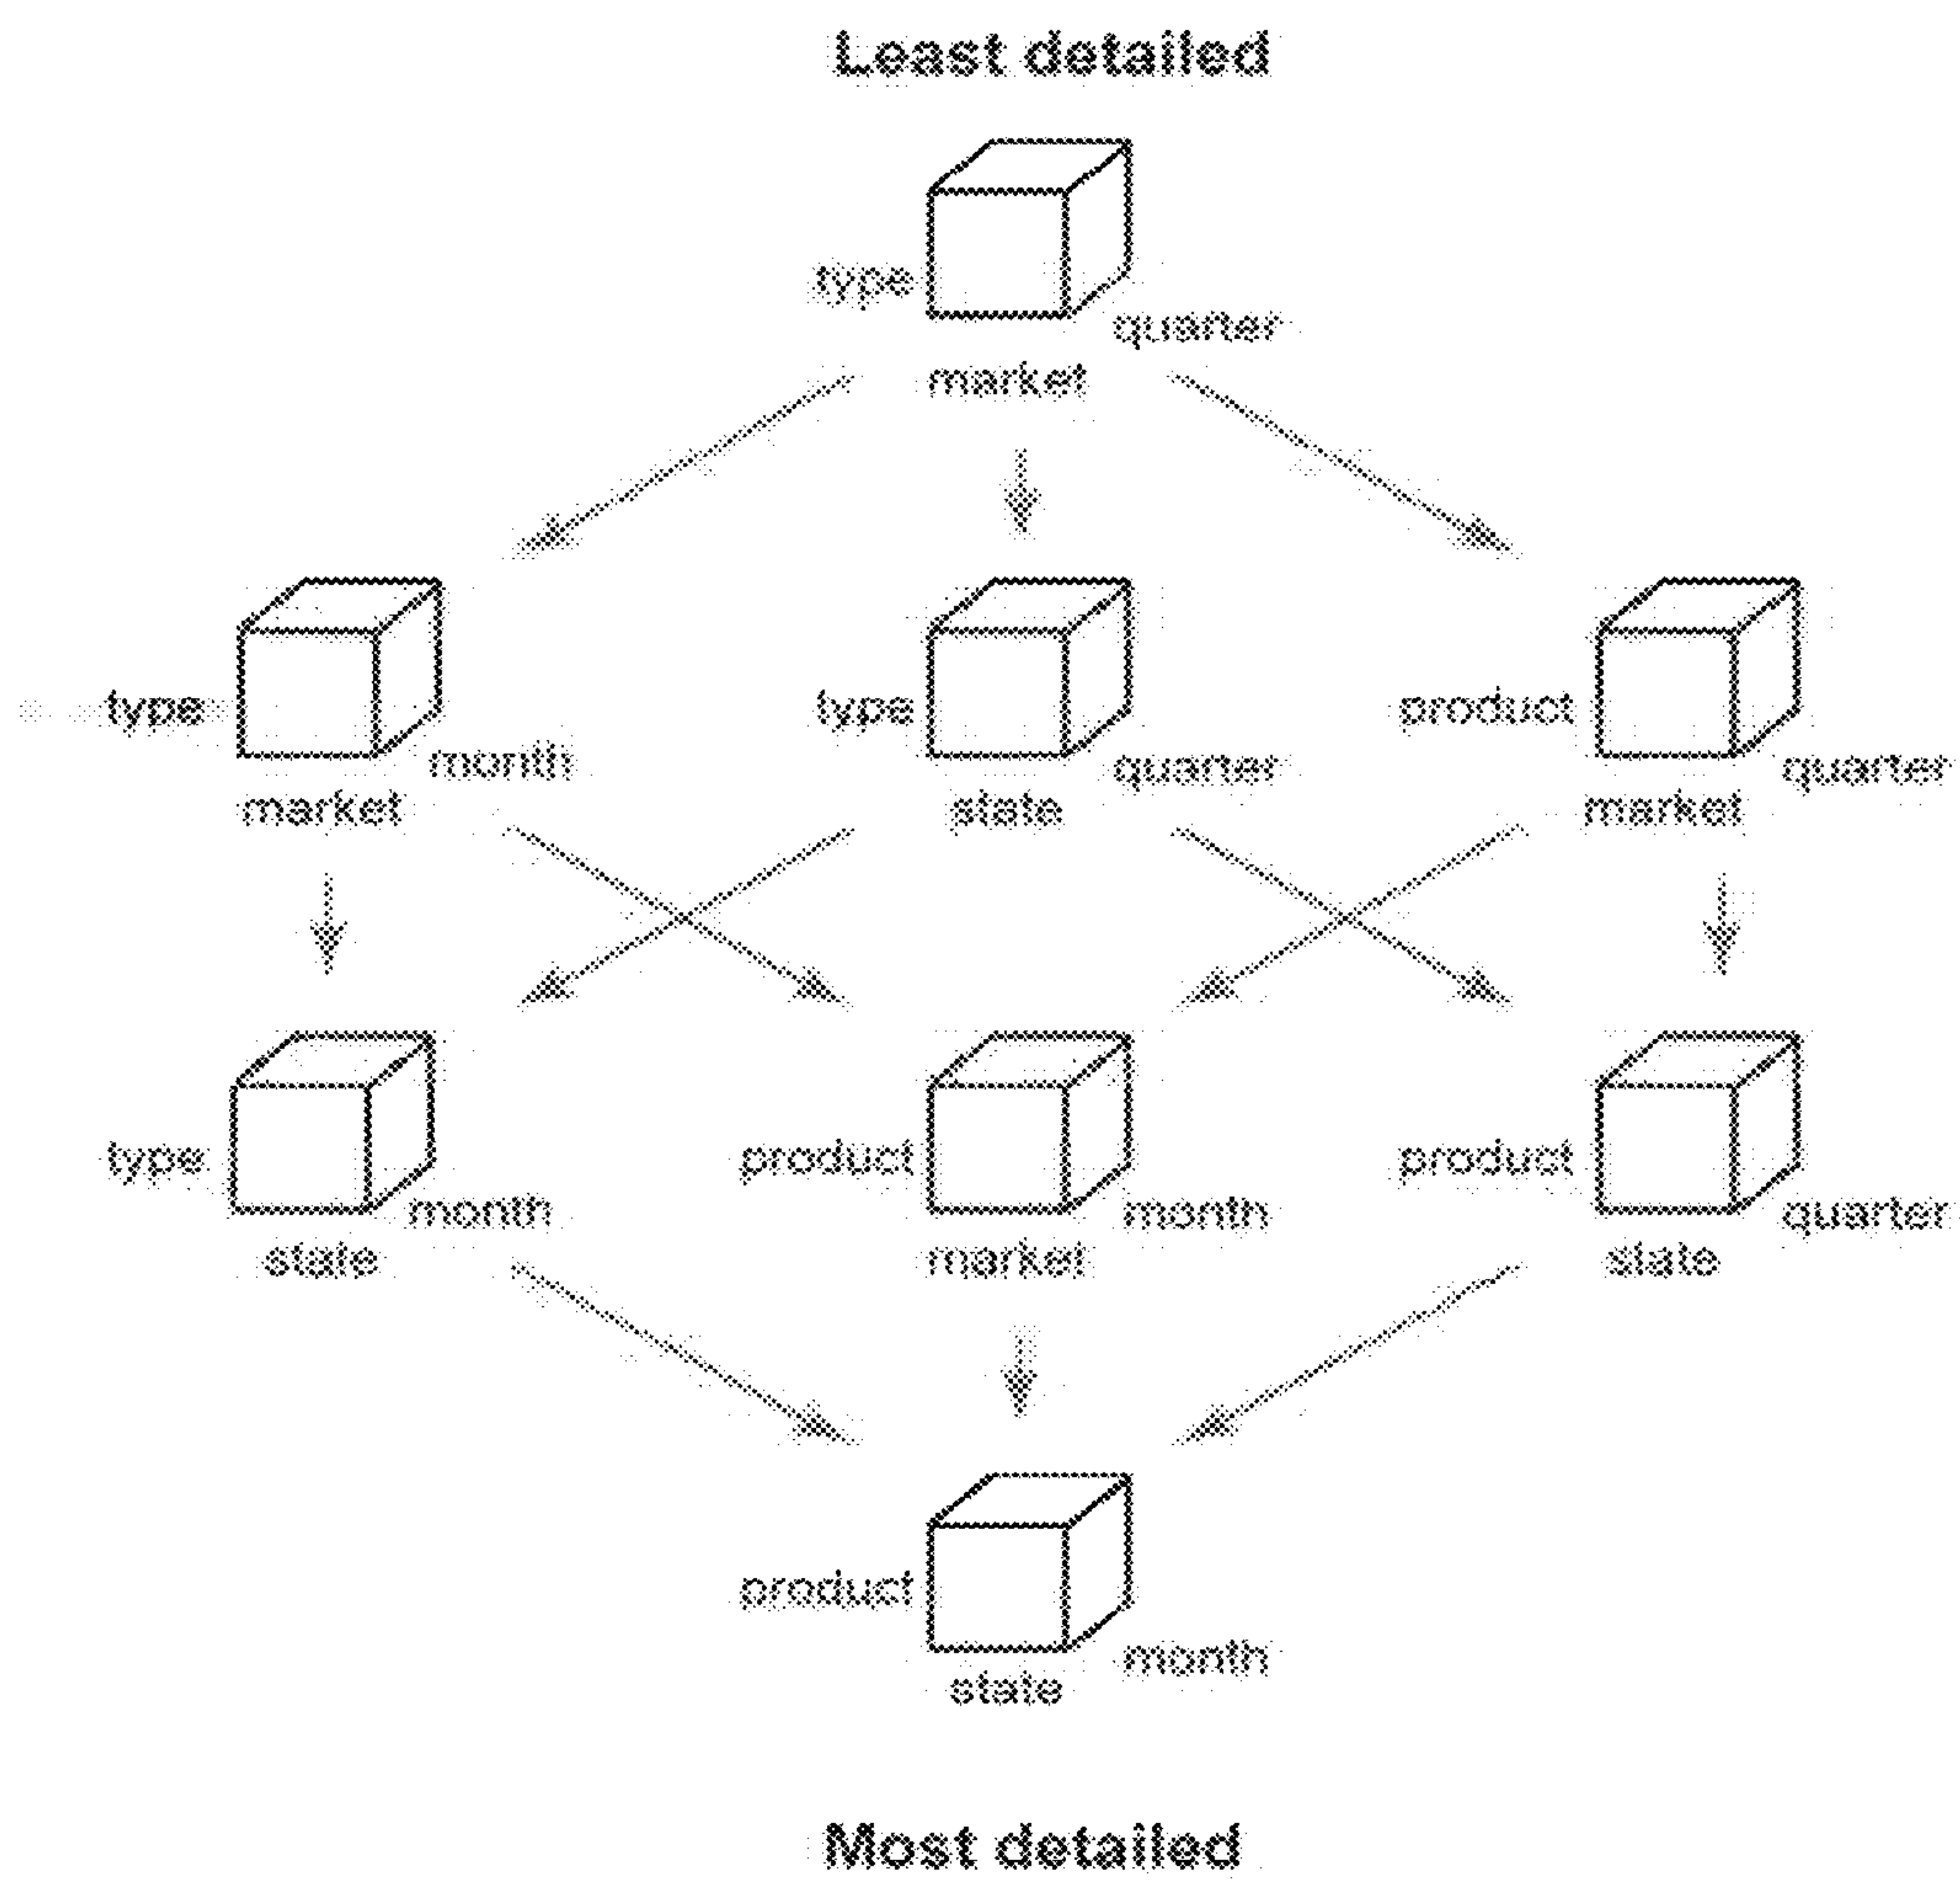 Least detailed
type
quarter
market
type
month
market
type
quarter
state
product
quarter
market
type
month
state
product
month
market
product
quarter
state
product
month
state
Most detailed